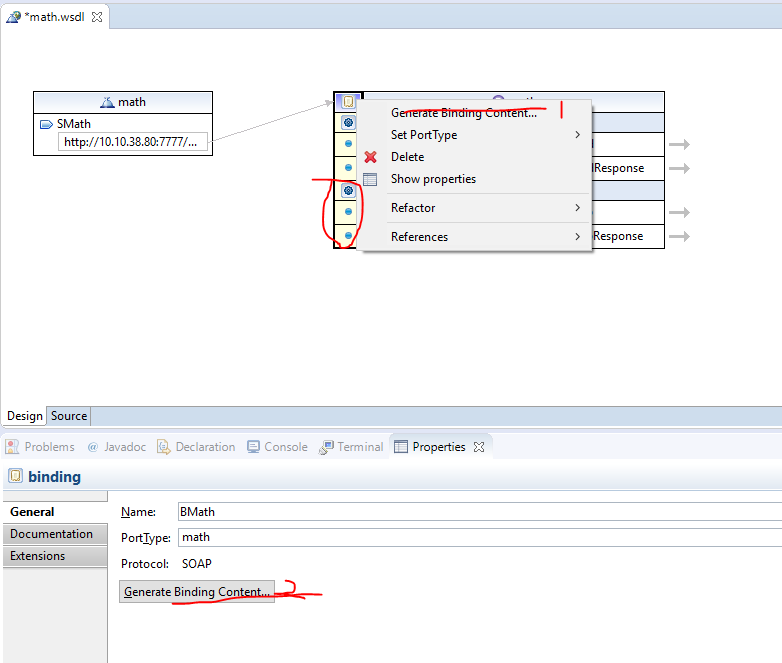 *math.wsdl
math
SMath
http://10.10.38.80:7777/...
Generate Binding Content...
1
Set PortType
Delete
Show properties
Response
Refactor
References
Response
Design Source
Problems @ Javadoc Declaration Console Terminal Properties
binding
General
Name: BMath
Documentation
PortType: math
Extensions
Protocol: SOAP
Generate Binding Content...
2